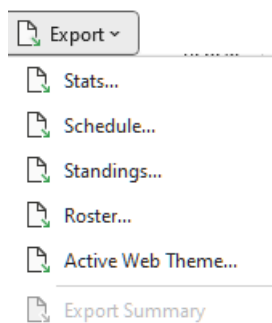 Export
Stats...
Schedule...
Standings...
Roster...
Active Web Theme...
Export Summary